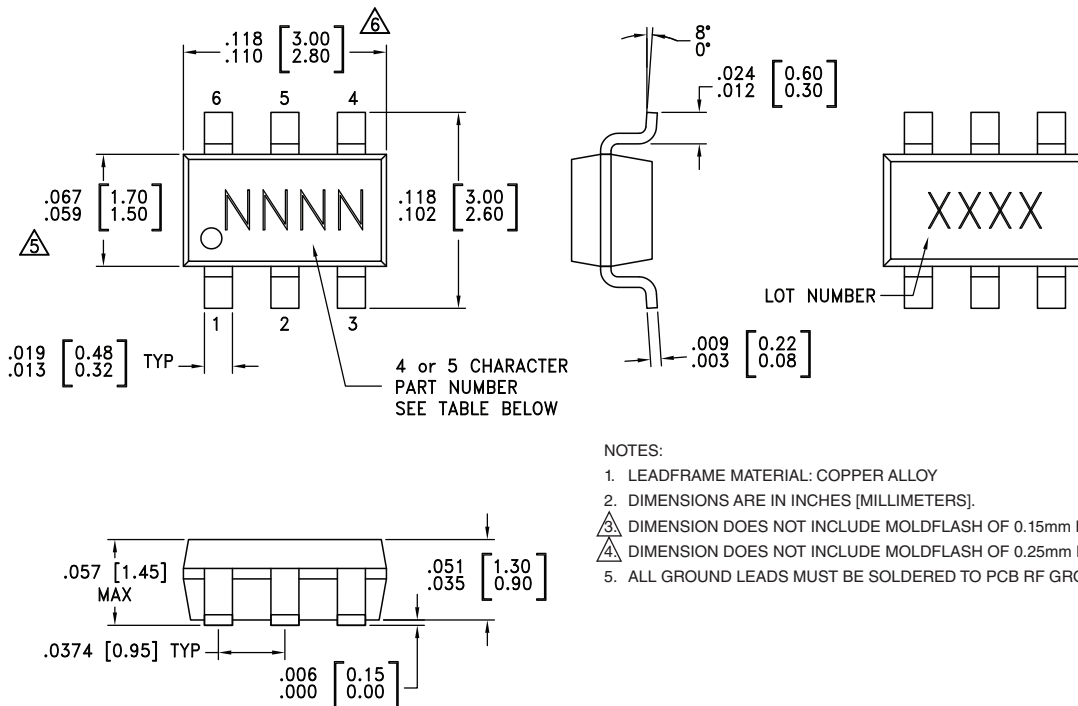 6
.118 [3.00]
.110 [2.80]
6 5 4
.067 [1.70]
.059 [1.50]
5
NNNN
.118 [3.00]
.102 [2.60]
1 2 3
.019 [0.48] TYP
.013 [0.32]
4 or 5 CHARACTER
PART NUMBER
SEE TABLE BELOW
8°
0°
.024 [0.60]
.012 [0.30]
.009 [0.22]
.003 [0.08]
XXXX
LOT NUMBER
.057 [1.45]
MAX
.051 [1.30]
.035 [0.90]
.0374 [0.95] TYP
.006 [0.15]
.000 [0.00]
NOTES:
1. LEADFRAME MATERIAL: COPPER ALLOY
2. DIMENSIONS ARE IN INCHES [MILLIMETERS].
3. DIMENSION DOES NOT INCLUDE MOLDFLASH OF 0.15mm
4. DIMENSION DOES NOT INCLUDE MOLDFLASH OF 0.25mm
5. ALL GROUND LEADS MUST BE SOLDERED TO PCB RF